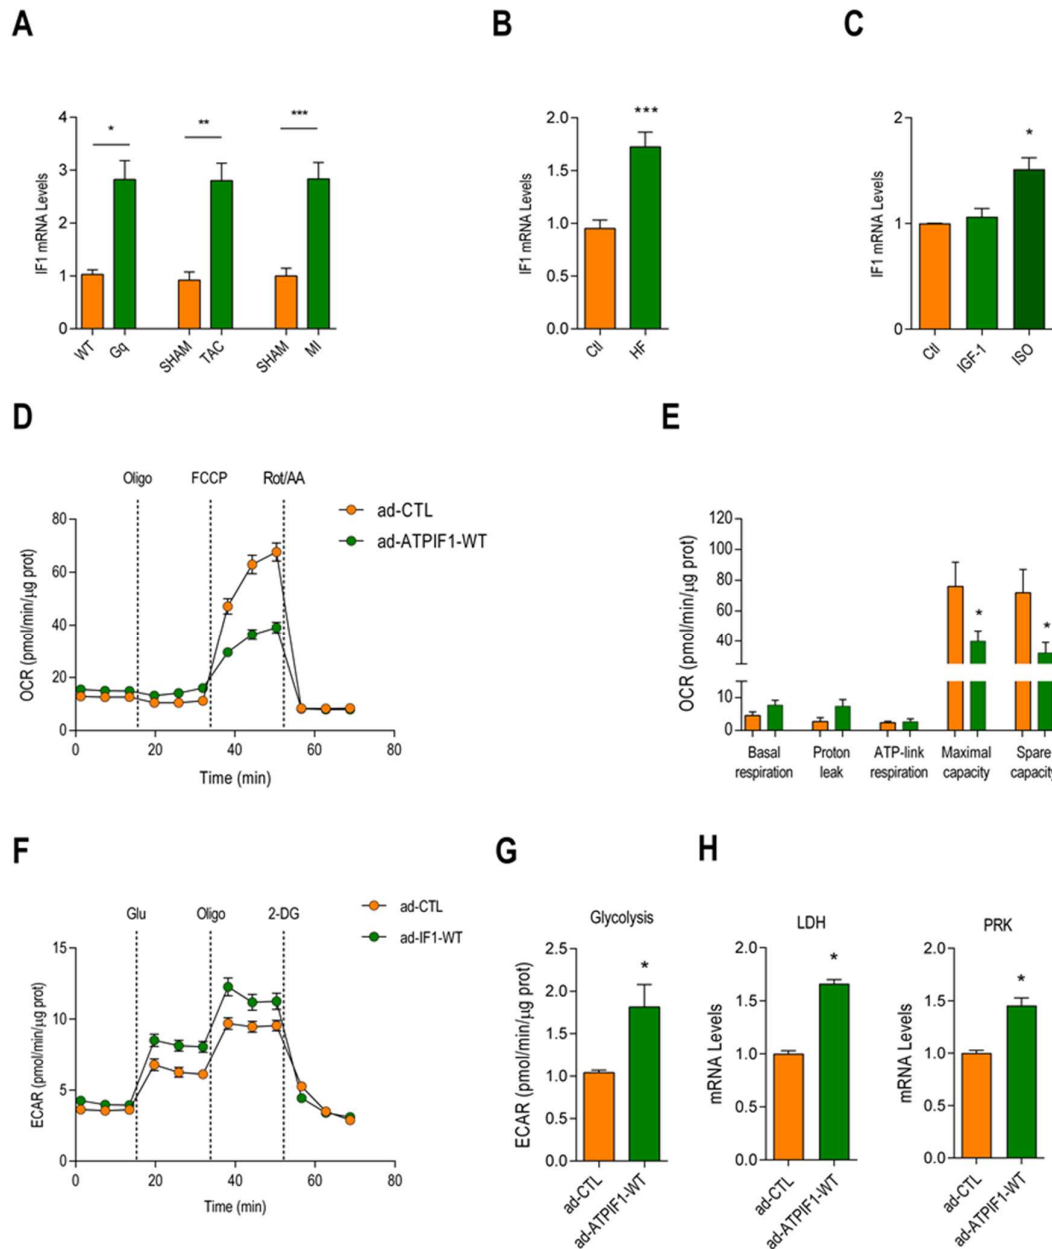 A
B
C
IF1 mRNA Levels
4
3
2
1
0
*
**
***
WT
Gq
SHAM
TAC
SHAM
MI
IF1 mRNA Levels
2.0
1.5
1.0
0.5
0.0
***
Ctl
HF
IF1 mRNA Levels
2
1
0
*
Ctl
IGF-1
ISO
D
Oligo
FCCP
Rot/AA
ad-CTL
ad-ATPIF1-WT
OCR (pmol/min/µg prot)
80
60
40
20
0
0
20
40
60
80
Time (min)
E
OCR (pmol/min/µg prot)
120
100
80
60
40
10
0
*
*
Basal
respiration
Proton
leak
ATP-link
respiration
Maximal
capacity
Spare
capacity
F
Glu
Oligo
2-DG
ad-CTL
ad-IF1-WT
ECAR (pmol/min/µg prot)
15
10
5
0
0
20
40
60
80
Time (min)
G
Glycolysis
ECAR (pmol/min/µg prot)
2.5
2.0
1.5
1.0
0.0
*
ad-CTL
ad-ATPIF1-WT
H
LDH
mRNA Levels
2.0
1.5
1.0
1.5
0.0
*
ad-CTL
ad-ATPIF1-WT
PRK
mRNA Levels
2.0
1.5
1.0
1.5
0.0
*
ad-CTL
ad-ATPIF1-WT